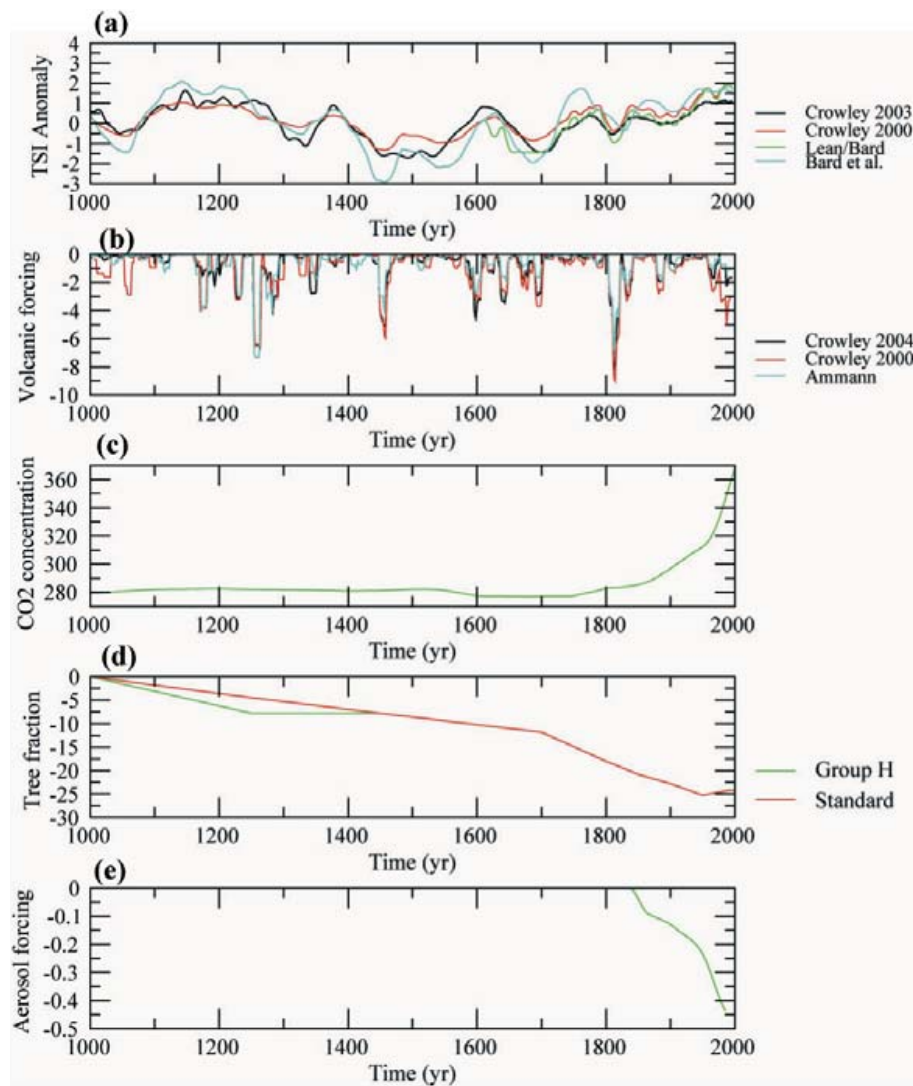 (a)
TSI Anomaly
4
3
2
1
0
-1
-2
-3
1000 1200 1400 1600 1800 2000
Time (yr)
Crowley 2003
Crowley 2000
Lean/Bard
Bard et al.
(b)
Volcanic forcing
0
-2
-4
-6
-8
-10
1000 1200 1400 1600 1800 2000
Time (yr)
Crowley 2004
Crowley 2000
Ammann
(c)
CO2 concentration
360
340
320
300
280
1000 1200 1400 1600 1800 2000
Time (yr)
(d)
Tree fraction
0
-5
-10
-15
-20
-25
-30
1000 1200 1400 1600 1800 2000
Time (yr)
Group H
Standard
(e)
Aerosol forcing
0
-0.1
-0.2
-0.3
-0.4
-0.5
1000 1200 1400 1600 1800 2000
Time (yr)